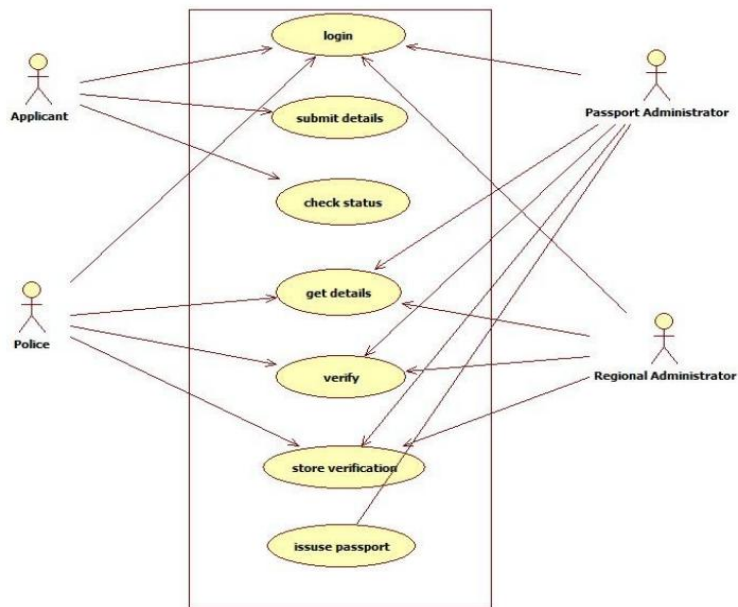 login
Applicant
Passport Administrator
submit details
check status
get details
Police
verify
Regional Administrator
store verification
issuse passport